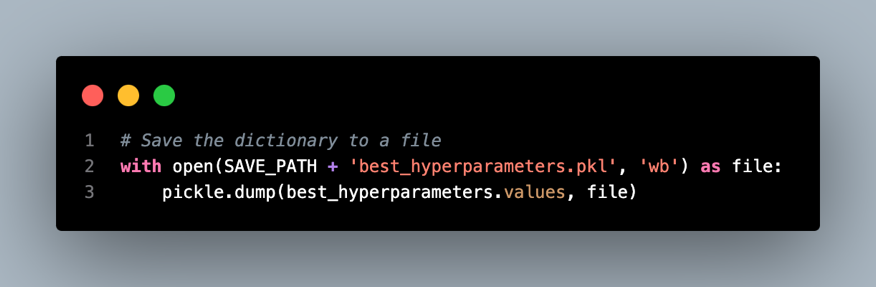 1 # Save the dictionary to a file
2 with open(SAVE_PATH + 'best_hyperparameters.pkl', 'wb') as file:
3     pickle.dump(best_hyperparameters.values, file)